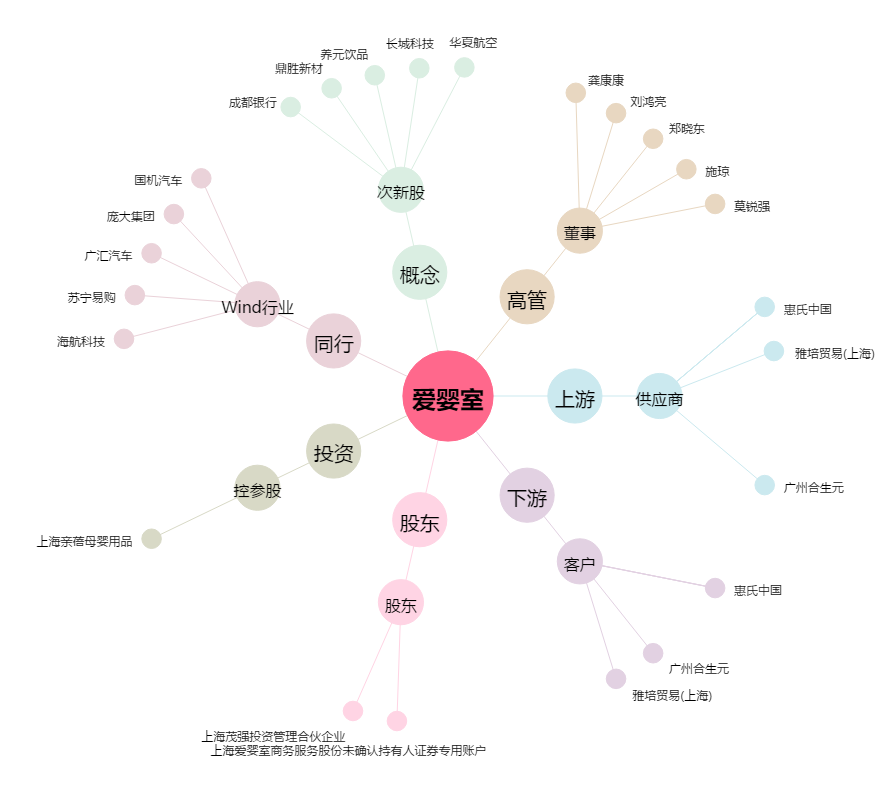 长城科技
华夏航空
养元饮品
鼎胜新材
成都银行
次新股
概念
龚康康
刘鸿亮
郑晓东
施琼
莫锐强
董事
高管
国机汽车
庞大集团
广汇汽车
苏宁易购
海航科技
Wind行业
同行
爱婴室
上游
供应商
惠氏中国
雅培贸易(上海)
广州合生元
投资
控参股
上海亲蓓母婴用品
下游
客户
惠氏中国
广州合生元
雅培贸易(上海)
股东
股东
上海茂强投资管理合伙企业
上海爱婴室商务服务股份未确认持有人证券专用账户